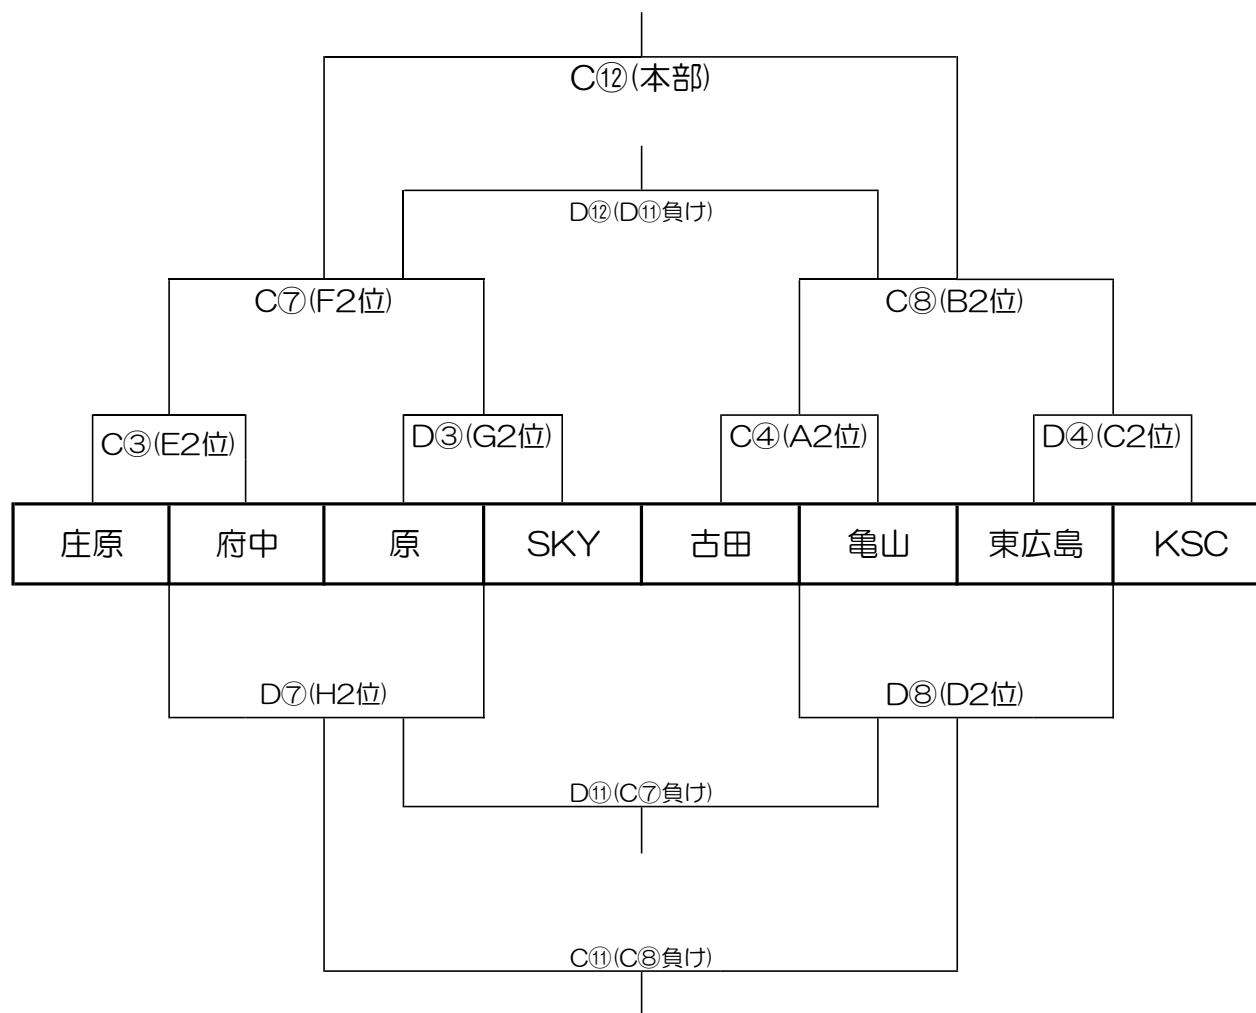 C⑫(本部)
D⑫(D⑪負け)
C⑦(F2位)
C⑧(B2位)
C③(E2位)
D③(G2位)
C④(A2位)
D④(C2位)
庄原
府中
原
SKY
古田
亀山
東広島
KSC
D⑦(H2位)
D⑧(D2位)
D⑪(C⑦負け)
C⑪(C⑧負け)